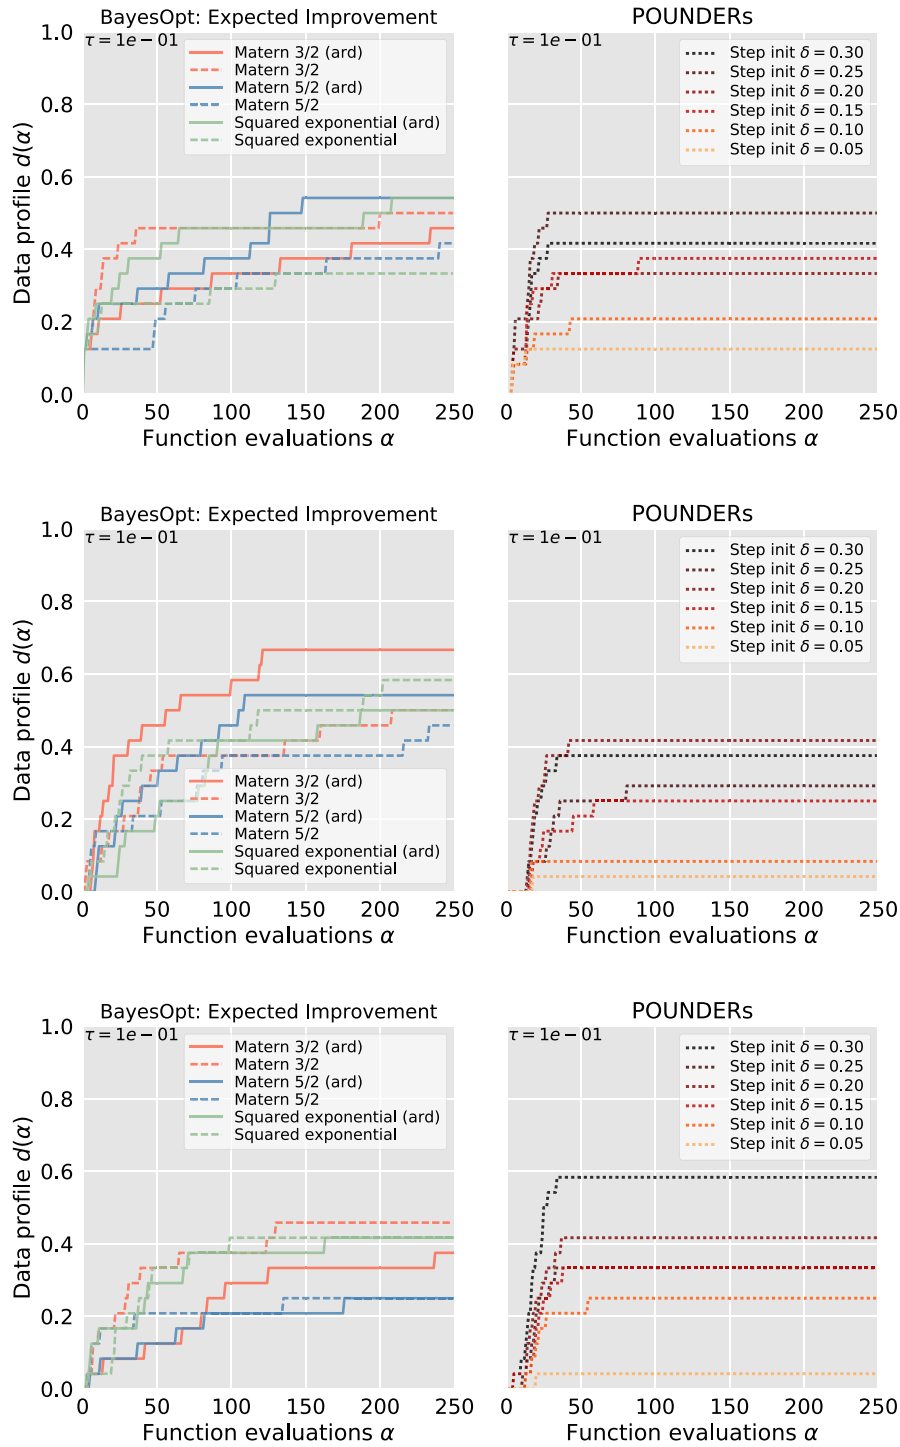 BayesOpt: Expected Improvement
τ = 1e−01
Matern 3/2 (ard)
Matern 3/2
Matern 5/2 (ard)
Matern 5/2
Squared exponential (ard)
Squared exponential
Data profile d(α)
1.0
0.8
0.6
0.4
0.2
0.0
0 50 100 150 200 250
Function evaluations α
POUNDERs
τ = 1e−01
Step init δ = 0.30
Step init δ = 0.25
Step init δ = 0.20
Step init δ = 0.15
Step init δ = 0.10
Step init δ = 0.05
0 50 100 150 200 250
Function evaluations α
BayesOpt: Expected Improvement
τ = 1e−01
Data profile d(α)
1.0
0.8
0.6
0.4
0.2
0.0
Matern 3/2 (ard)
Matern 3/2
Matern 5/2 (ard)
Matern 5/2
Squared exponential (ard)
Squared exponential
0 50 100 150 200 250
Function evaluations α
POUNDERs
τ = 1e−01
Step init δ = 0.30
Step init δ = 0.25
Step init δ = 0.20
Step init δ = 0.15
Step init δ = 0.10
Step init δ = 0.05
0 50 100 150 200 250
Function evaluations α
BayesOpt: Expected Improvement
τ = 1e−01
Matern 3/2 (ard)
Matern 3/2
Matern 5/2 (ard)
Matern 5/2
Squared exponential (ard)
Squared exponential
Data profile d(α)
1.0
0.8
0.6
0.4
0.2
0.0
0 50 100 150 200 250
Function evaluations α
POUNDERs
τ = 1e−01
Step init δ = 0.30
Step init δ = 0.25
Step init δ = 0.20
Step init δ = 0.15
Step init δ = 0.10
Step init δ = 0.05
0 50 100 150 200 250
Function evaluations α